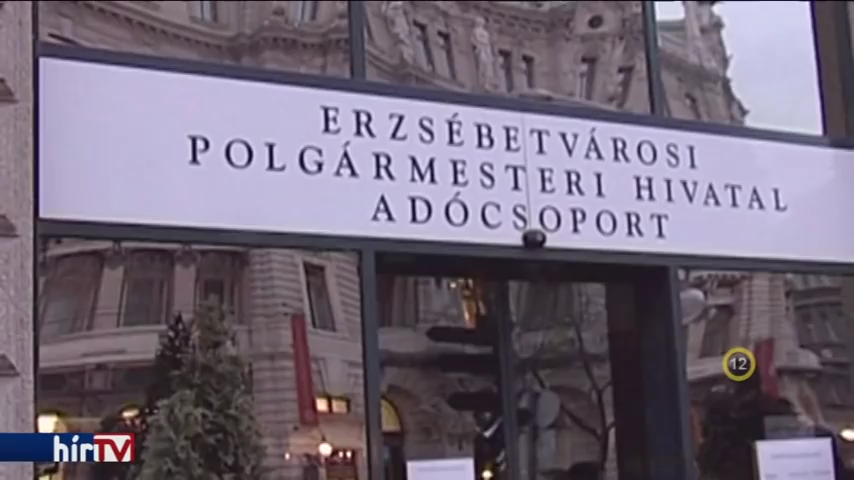 ERZSÉBETVÁROSI
POLGÁRMESTERI HIVATAL
ADÓCSOPORT
12
hírTV